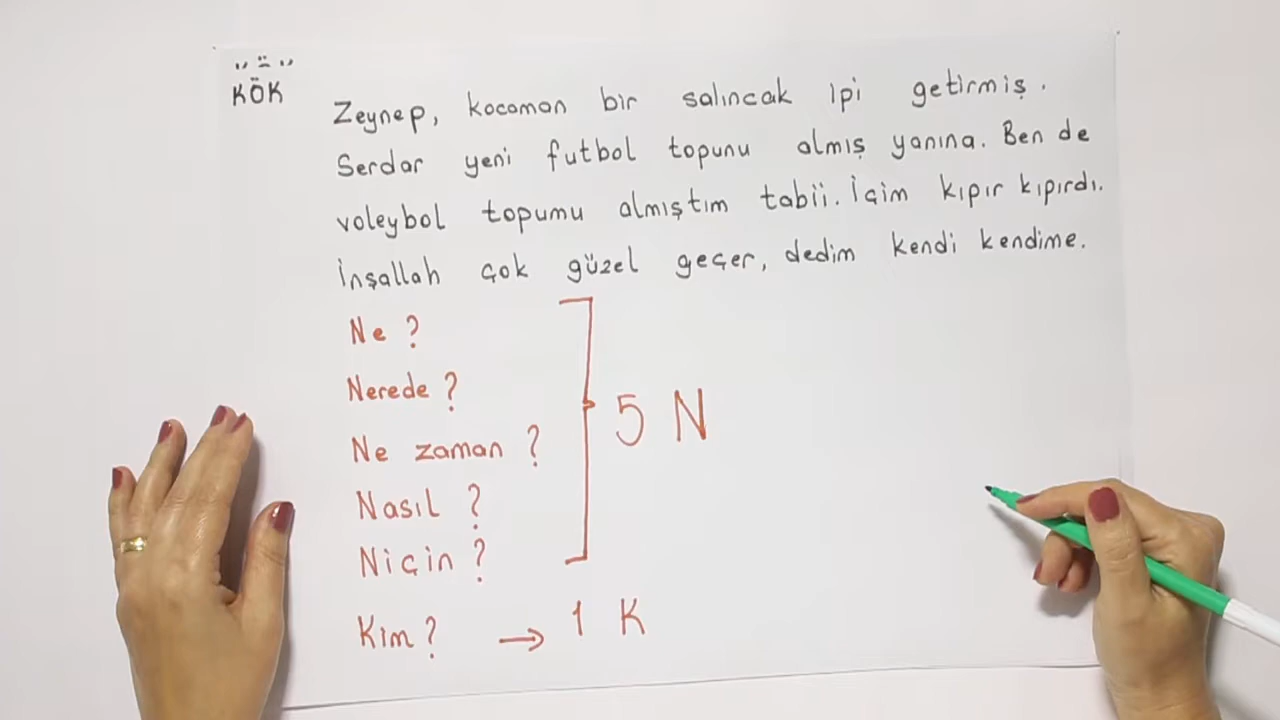 KÖK
Zeynep, kocaman bir salıncak ipi getirmiş.
Serdar yeni futbol topunu almış yanına. Ben de
voleybol topumu almıştım tabii. İçim kıpır kıpırdı.
İnşallah çok güzel geçer, dedim kendi kendime.
Ne ?
Nerede ?
Ne zaman ?
Nasıl ?
Niçin ?
5 N
Kim ? → 1 K